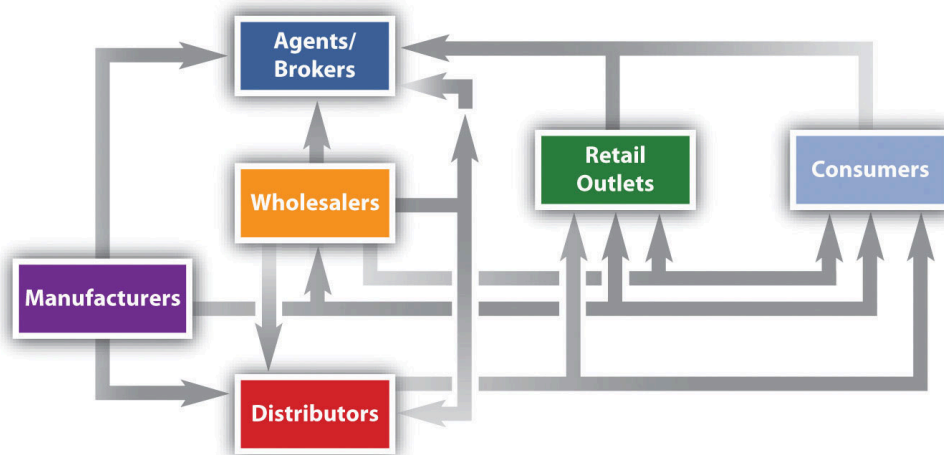 Agents/
Brokers
Retail
Outlets
Consumers
Wholesalers
Manufacturers
Distributors